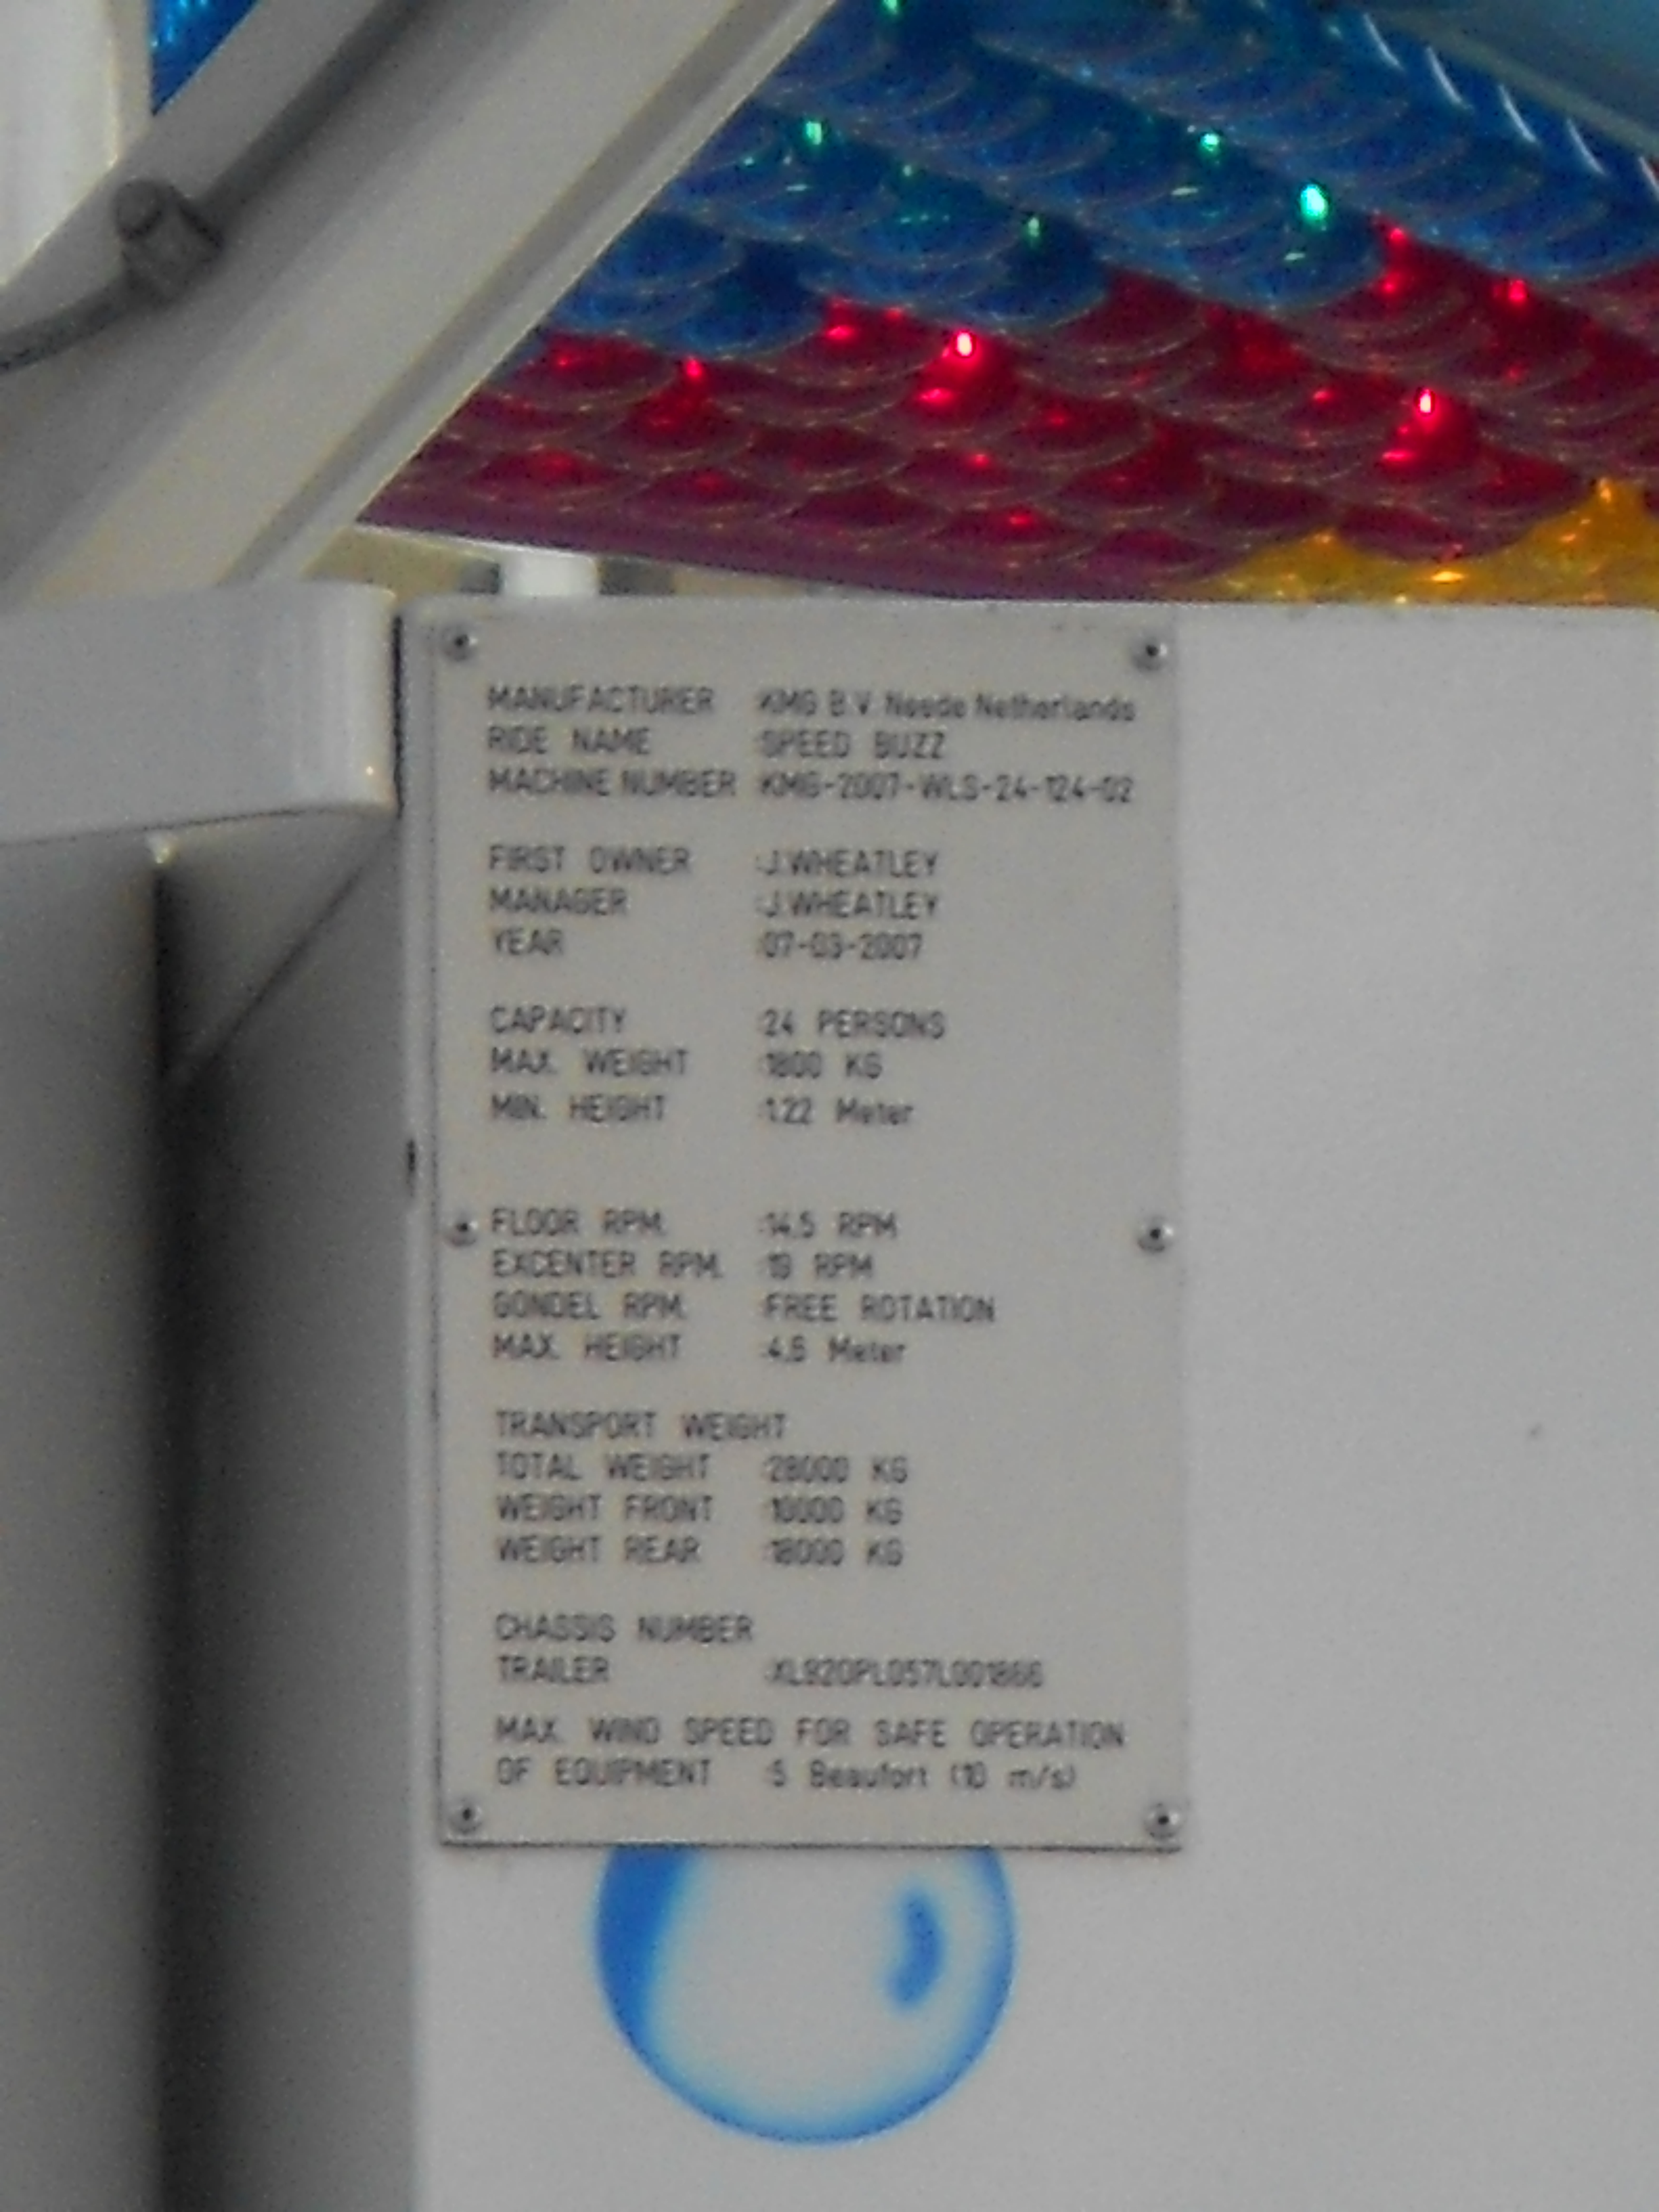 MANUFACTURER :KMG B.V. Neede Netherlands
RIDE NAME :SPEED BUZZ
MACHINE NUMBER :KMG-2007-WLS-24-124-02
FIRST OWNER :J.WHEATLEY
MANAGER :J.WHEATLEY
YEAR :07-03-2007
CAPACITY :24 PERSONS
MAX. WEIGHT :1800 KG
MIN. HEIGHT :1.22 Meter
FLOOR RPM. :14.5 RPM
EXCENTER RPM. :19 RPM
GONDEL RPM. :FREE ROTATION
MAX. HEIGHT Meter
TRANSPORT WEIGHT
TOTAL WEIGHT :28000 KG
WEIGHT FRONT :10000 KG
WEIGHT REAR :18000 KG
CHASSIS NUMBER
TRAILER
MAX. WIND SPEED FOR SAFE OPERATION
OF EQUIPMENT :5 Beaufort (10 m/s)